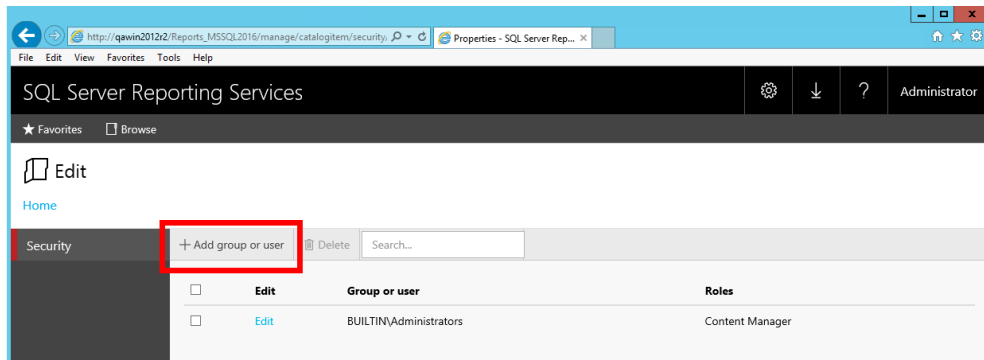 http://qawin2012r2/Reports_MSSQL2016/manage/catalogitem/security,
Properties - SQL Server Rep...
File Edit View Favorites Tools Help
SQL Server Reporting Services
? Administrator
Favorites Browse
Edit
Home
Security + Add group or user Delete Search...
Edit Group or user Roles
Edit BUILTIN\Administrators Content Manager